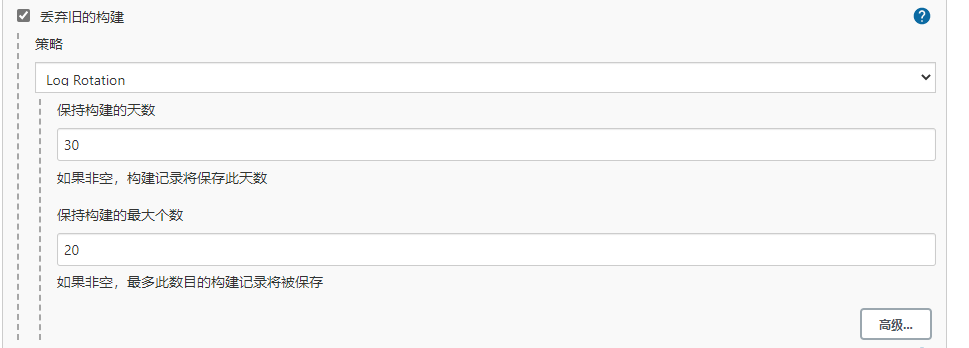 丢弃旧的构建
?
策略
Log Rotation
保持构建的天数
30
如果非空，构建记录将保存此天数
保持构建的最大个数
20
如果非空，最多此数目的构建记录将被保存
高级...